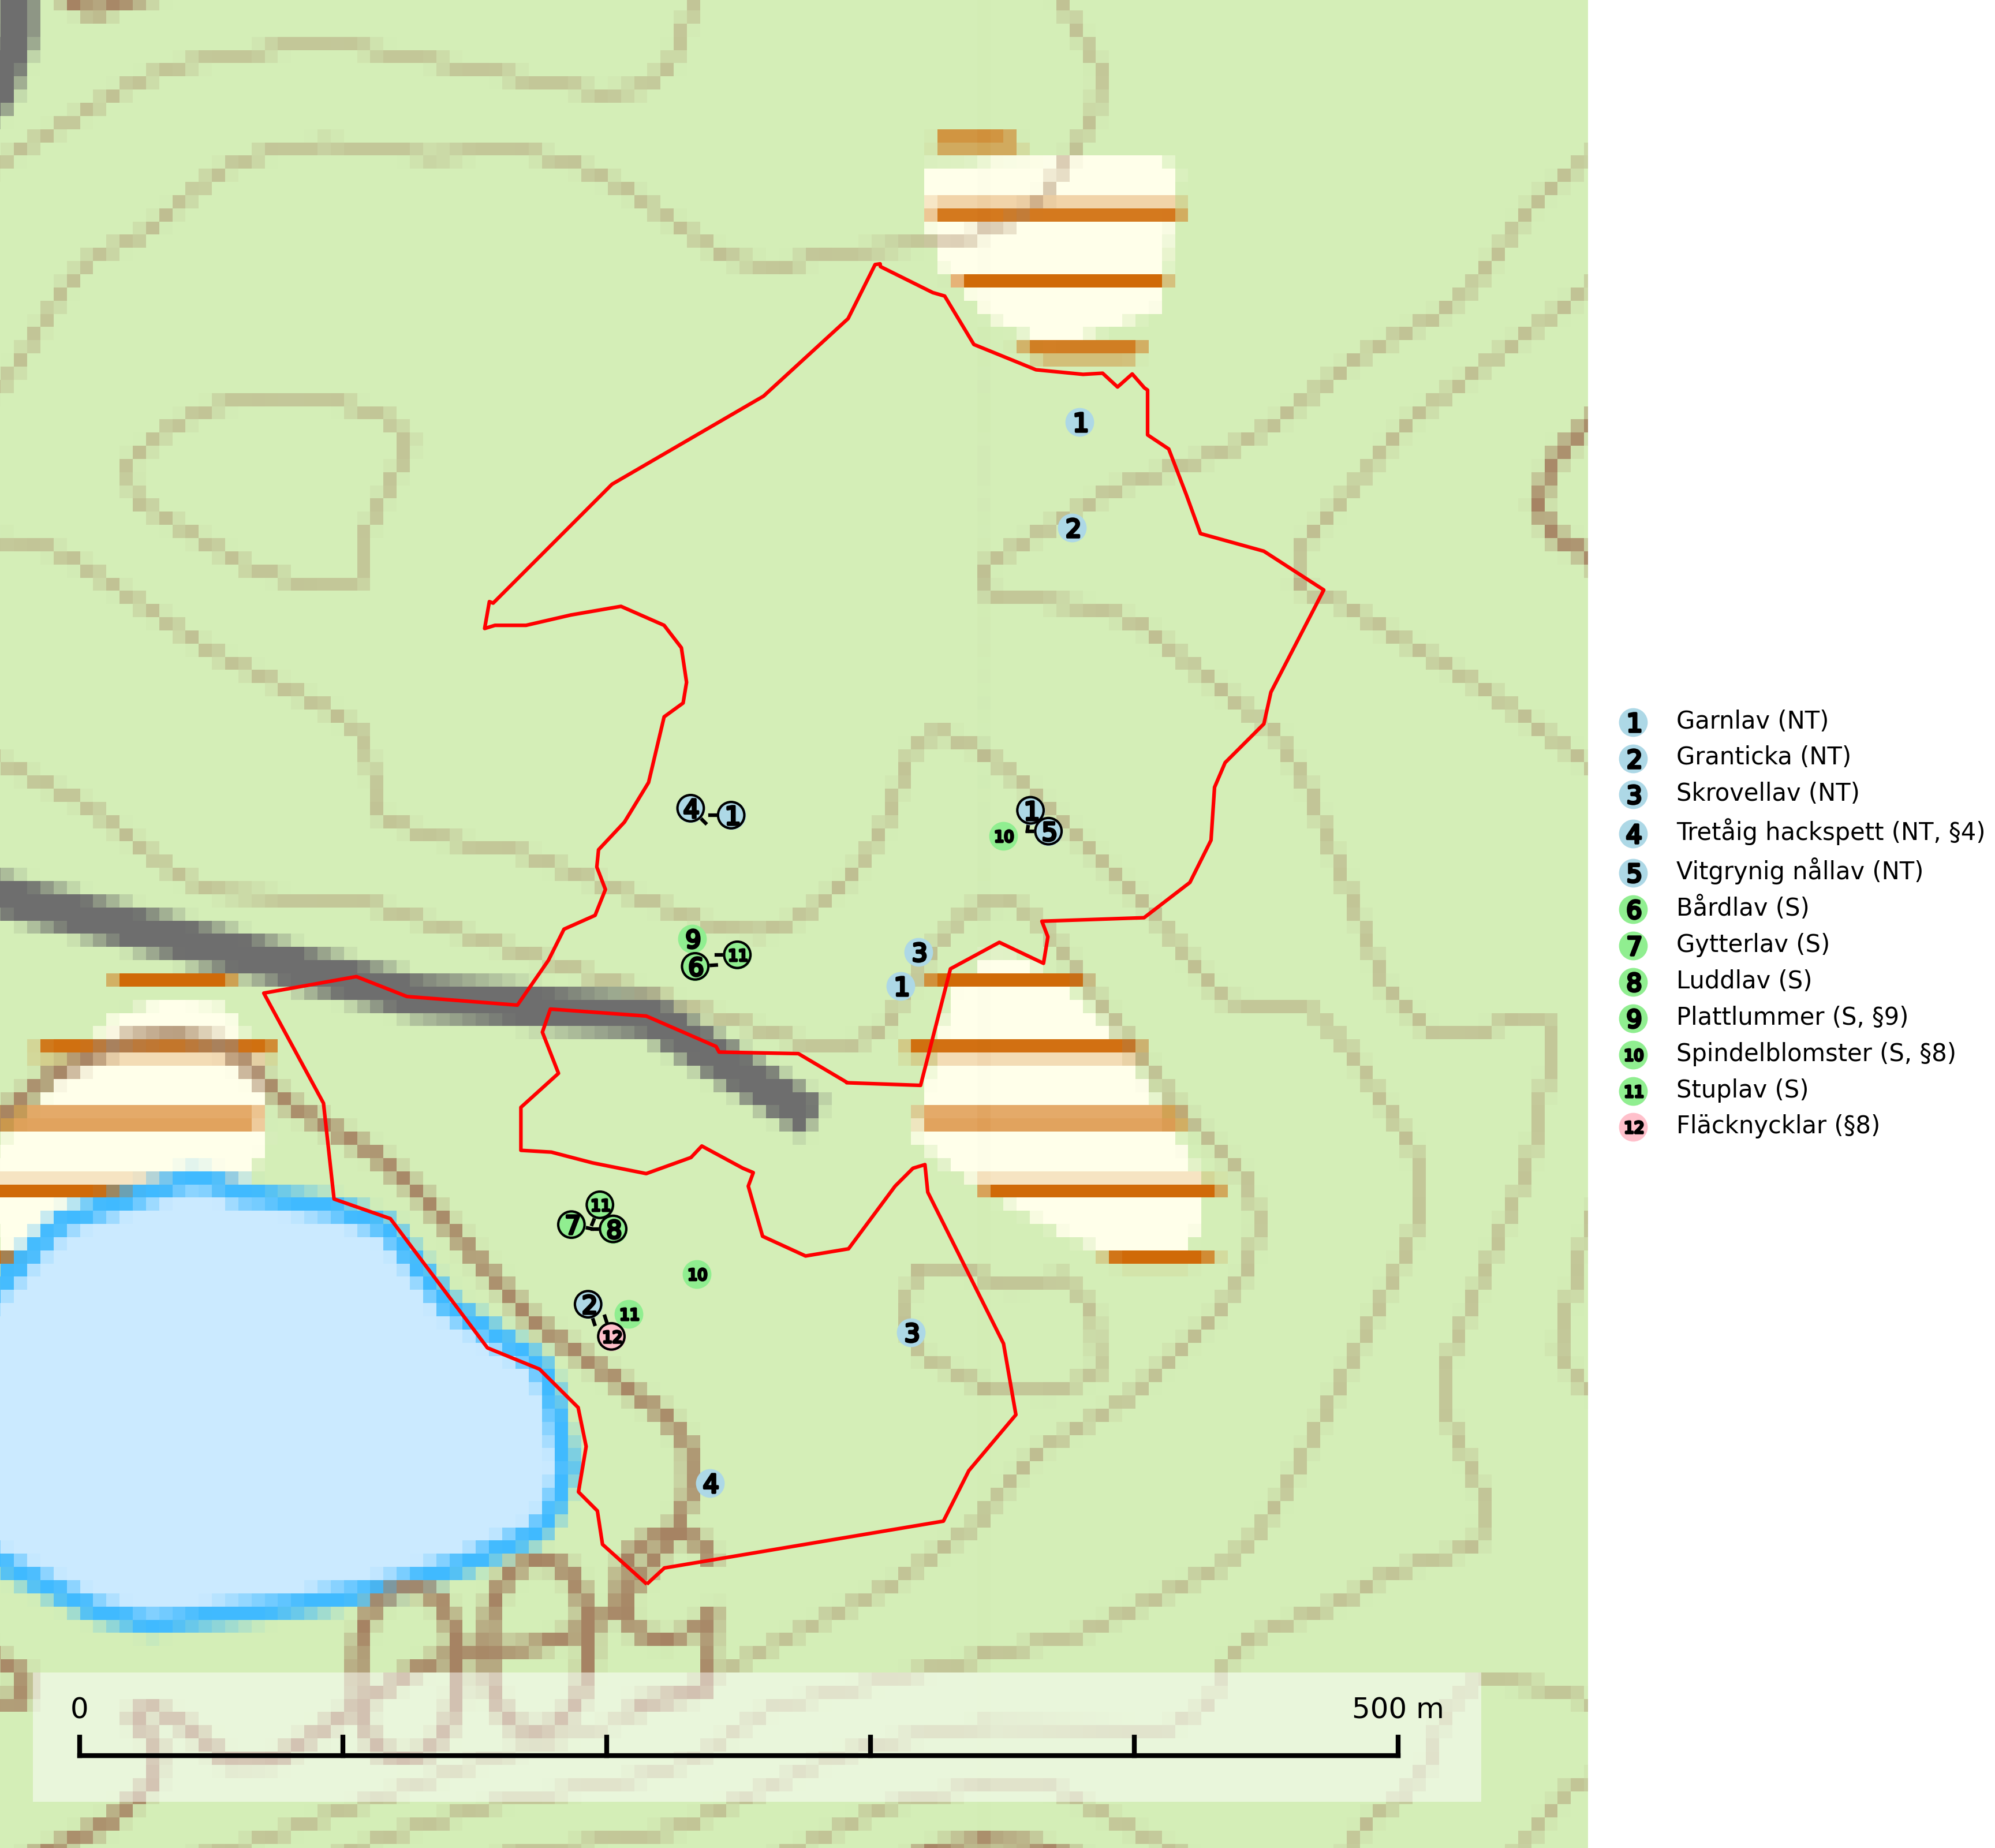 1
2
4 1
1
10 5
9
6 11
3
1
11
7 8
10
2 11
12
3
4
0 500 m
1 Garnlav (NT)
2 Granticka (NT)
3 Skrovellav (NT)
4 Tretåig hackspett (NT, §4)
5 Vitgrynig nållav (NT)
6 Bårdlav (S)
7 Gytterlav (S)
8 Luddlav (S)
9 Plattlummer (S, §9)
10 Spindelblomster (S, §8)
11 Stuplav (S)
12 Fläcknycklar (§8)